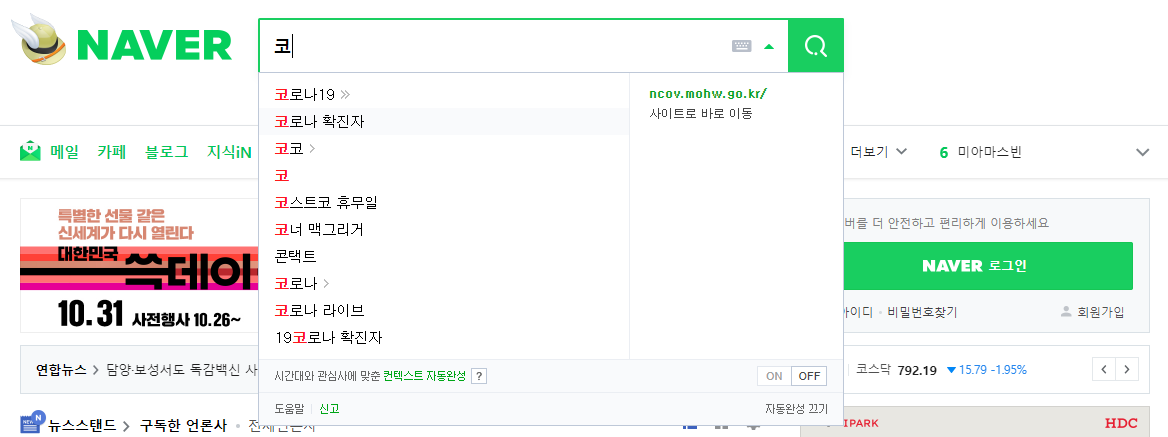 NAVER
코
코로나19
코로나 확진자
코코
코
코스트코 휴무일
코너 맥그리거
콘택트
코로나
코로나 라이브
19코로나 확진자
ncov.mohw.go.kr/
사이트로 바로 이동
시간대와 관심사에 맞춘 컨텍스트 자동완성 ?
ON OFF
도움말 신고
자동완성 끄기
메일 카페 블로그 지식iN
더보기
6 미아마스빈
특별한 선물 같은
신세계가 다시 열린다
대한민국
쓱데이
10.31 사전행사 10.26~
버를 더 안전하고 편리하게 이용하세요
NAVER 로그인
아이디 · 비밀번호찾기
회원가입
연합뉴스 > 담양·보성서도 독감백신 사
코스닥 792.19 ▼15.79 -1.95%
NEW N
뉴스스탠드 > 구독한 언론사 · 전체언론사
IPARK
HDC